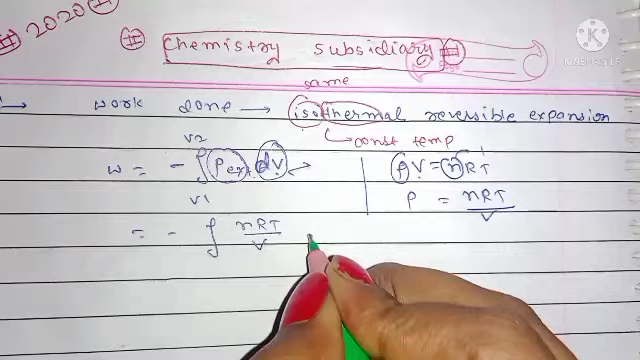 # 2020 #
# Chemistry subsidiary #
same
→ work done → isothermal reversible expansion
↳ const temp
w = - ∫ Pext. dV →
V2
V1
PV = nRT
P = nRT/V
= - ∫ nRT/V
K
KINEMASTER